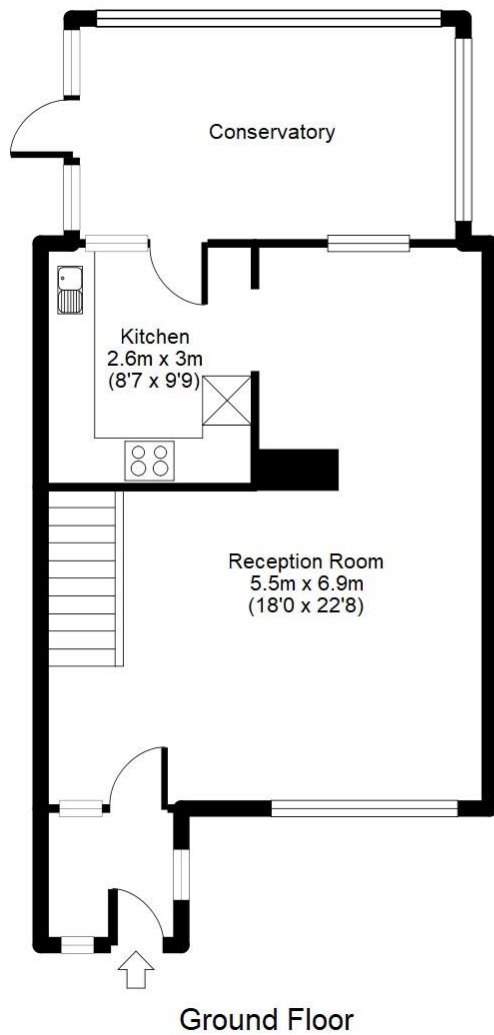 Conservatory
Kitchen
2.6m x 3m
(8'7 x 9'9)
Reception Room
5.5m x 6.9m
(18'0 x 22'8)
Ground Floor